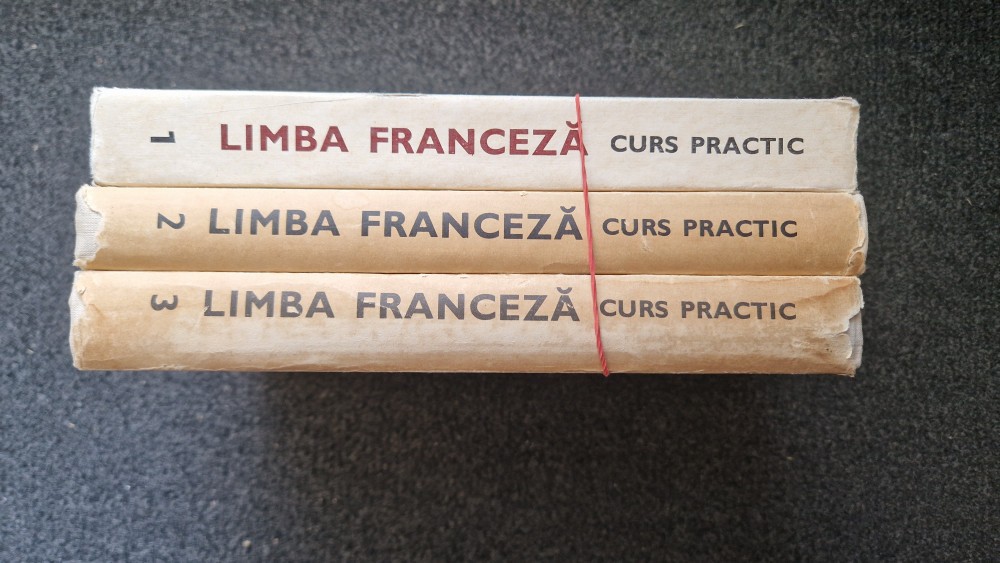 1 LIMBA FRANCEZĂ CURS PRACTIC
2 LIMBA FRANCEZĂ CURS PRACTIC
3 LIMBA FRANCEZĂ CURS PRACTIC